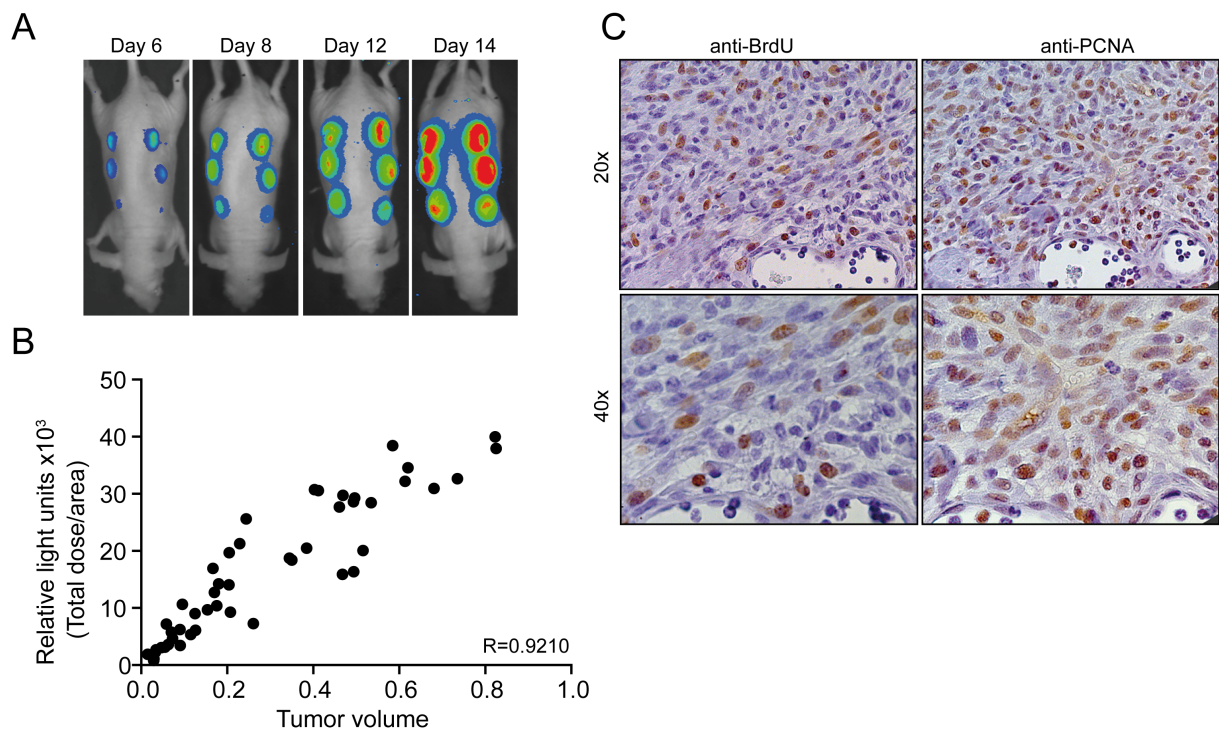 A
Day 6 Day 8 Day 12 Day 14
B
Relative light units x10³
(Total dose/area)
50
40
30
20
10
0
R=0.9210
0.0 0.2 0.4 0.6 0.8 1.0
Tumor volume
C
anti-BrdU anti-PCNA
20x
40x